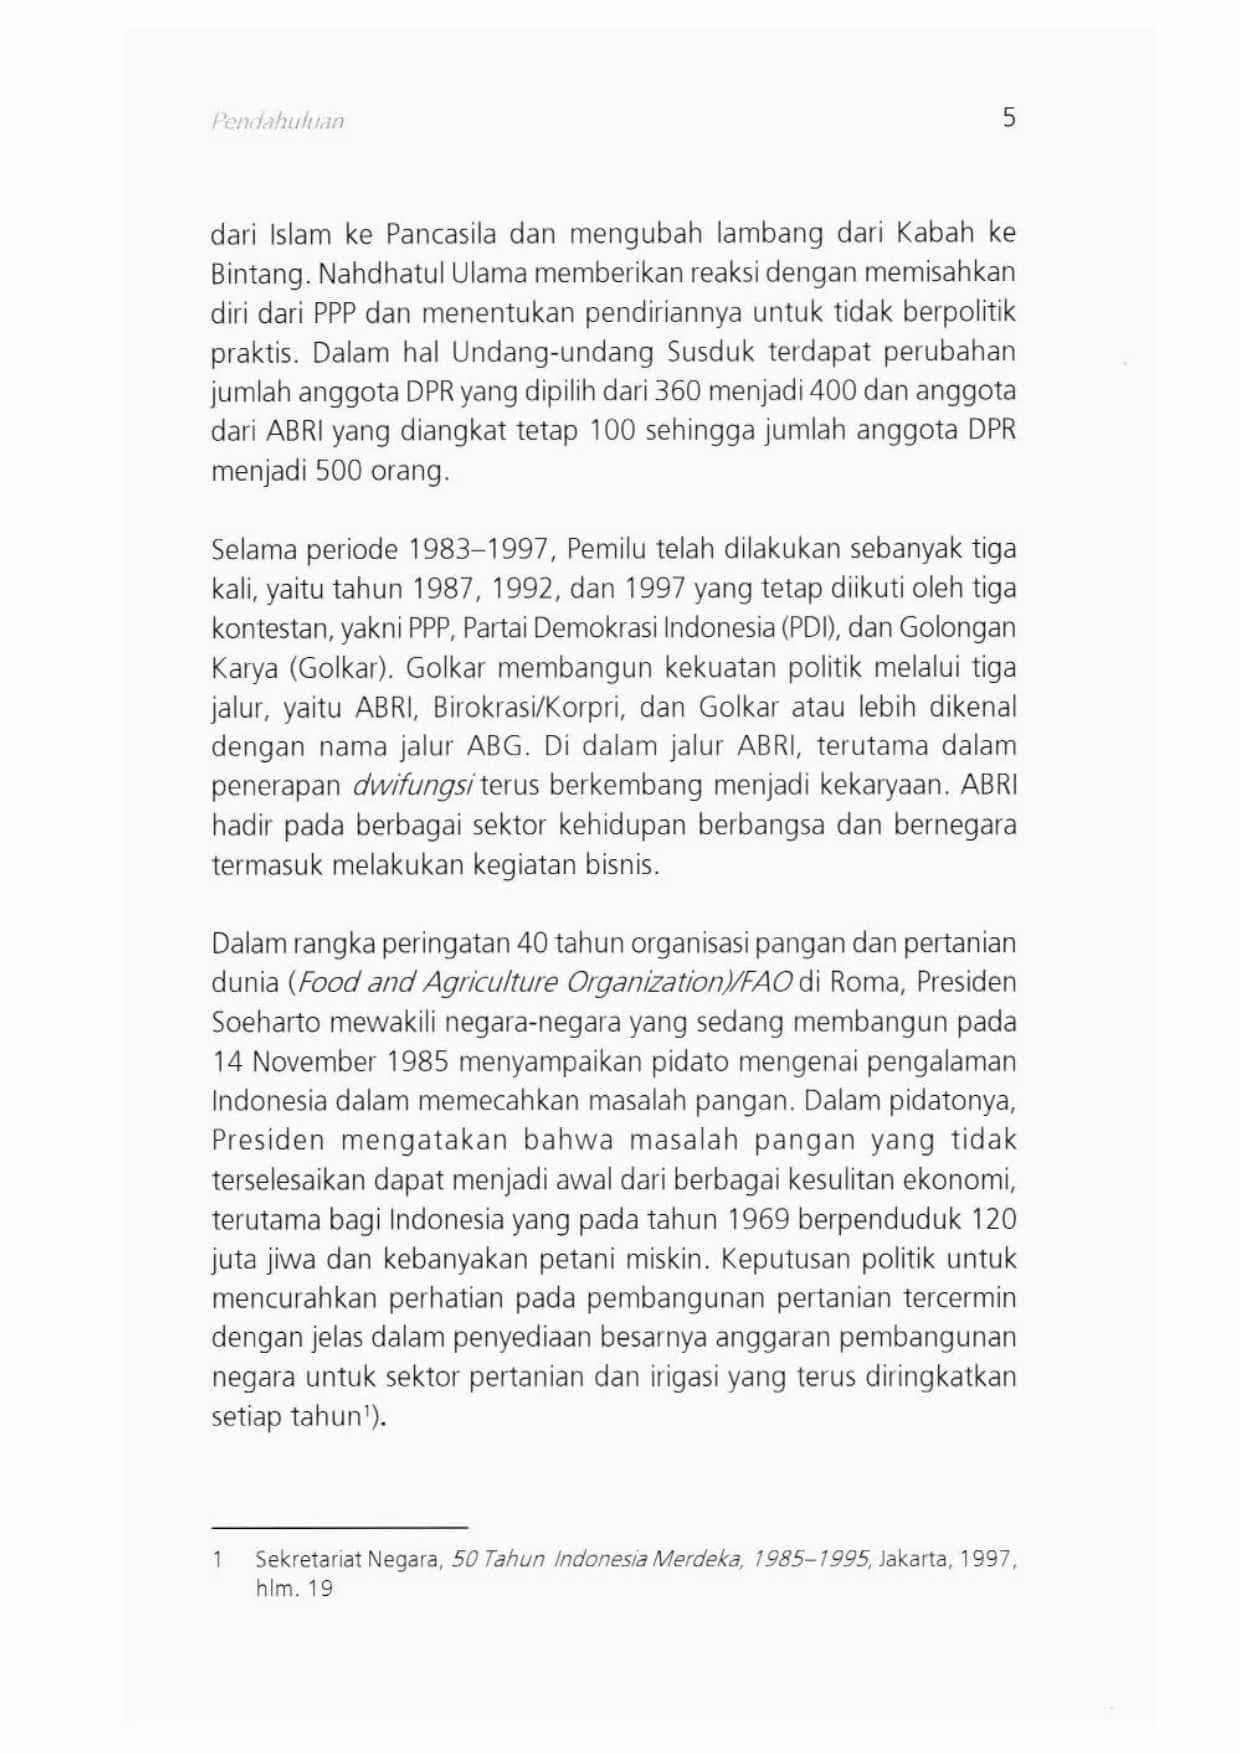 Pendahuluan
5
dari Islam ke Pancasila dan mengubah lambang dari Kabah ke
Bintang. Nahdhatul Ulama memberikan reaksi dengan memisahkan
diri dari PPP dan menentukan pendiriannya untuk tidak berpolitik
praktis. Dalam hal Undang-undang Susduk terdapat perubahan
jumlah anggota DPR yang dipilih dari 360 menjadi 400 dan anggota
dari ABRI yang diangkat tetap 100 sehingga jumlah anggota DPR
menjadi 500 orang.
Selama periode 1983–1997, Pemilu telah dilakukan sebanyak tiga
kali, yaitu tahun 1987, 1992, dan 1997 yang tetap diikuti oleh tiga
kontestan, yakni PPP, Partai Demokrasi Indonesia (PDI), dan Golongan
Karya (Golkar). Golkar membangun kekuatan politik melalui tiga
jalur, yaitu ABRI, Birokrasi/Korpri, dan Golkar atau lebih dikenal
dengan nama jalur ABG. Di dalam jalur ABRI, terutama dalam
penerapan dwifungsi terus berkembang menjadi kekaryaan. ABRI
hadir pada berbagai sektor kehidupan berbangsa dan bernegara
termasuk melakukan kegiatan bisnis.
Dalam rangka peringatan 40 tahun organisasi pangan dan pertanian
dunia (Food and Agriculture Organization)/FAO di Roma, Presiden
Soeharto mewakili negara-negara yang sedang membangun pada
14 November 1985 menyampaikan pidato mengenai pengalaman
Indonesia dalam memecahkan masalah pangan. Dalam pidatonya,
Presiden mengatakan bahwa masalah pangan yang tidak
terselesaikan dapat menjadi awal dari berbagai kesulitan ekonomi,
terutama bagi Indonesia yang pada tahun 1969 berpenduduk 120
juta jiwa dan kebanyakan petani miskin. Keputusan politik untuk
mencurahkan perhatian pada pembangunan pertanian tercermin
dengan jelas dalam penyediaan besarnya anggaran pembangunan
negara untuk sektor pertanian dan irigasi yang terus diringkatkan
setiap tahun¹).
1 Sekretariat Negara, 50 Tahun Indonesia Merdeka, 1985–1995, Jakarta, 1997,
hlm. 19